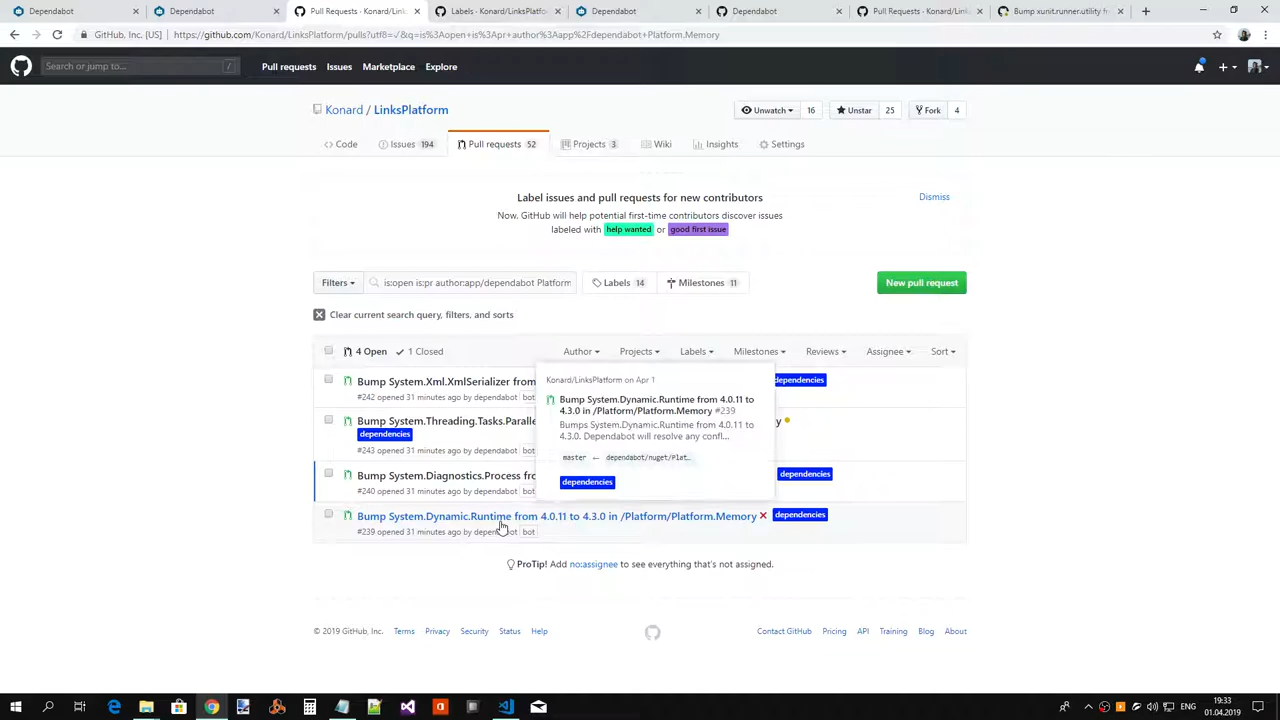 Dependabot
Dependabot
Pull Requests - Konard/Link
Labels - Konard/LinksPlatfor
Dependabot
Dependabot
Pull Requests - Konard/Links
Bump xunit.runner.utility fr
GitHub, Inc. [US] | https://github.com/Konard/LinksPlatform/pulls?utf8=√&q=is%3Aopen+is%3Apr+author%3Aapp%2Fdependabot+Platform.Memory
Search or jump to...
/
Pull requests
Issues
Marketplace
Explore
Konard / LinksPlatform
Unwatch
16
Unstar
25
Fork
4
Code
Issues 194
Pull requests 52
Projects 3
Wiki
Insights
Settings
Label issues and pull requests for new contributors
Dismiss
Now, GitHub will help potential first-time contributors discover issues
labeled with help wanted or good first issue
Filters
is:open is:pr author:app/dependabot Platform
Labels 14
Milestones 11
New pull request
Clear current search query, filters, and sorts
4 Open
1 Closed
Author
Projects
Labels
Milestones
Reviews
Assignee
Sort
Bump System.Xml.XmlSerializer from
dependencies
#242 opened 31 minutes ago by dependabot bot
Bump System.Threading.Tasks.Paralle
y
dependencies
#243 opened 31 minutes ago by dependabot bot
Bump System.Diagnostics.Process fro
dependencies
#240 opened 31 minutes ago by dependabot bot
Bump System.Dynamic.Runtime from 4.0.11 to 4.3.0 in /Platform/Platform.Memory
dependencies
#239 opened 31 minutes ago by dependabot bot
Konard/LinksPlatform on Apr 1
Bump System.Dynamic.Runtime from 4.0.11 to
4.3.0 in /Platform/Platform.Memory #239
Bumps System.Dynamic.Runtime from 4.0.11 to
4.3.0. Dependabot will resolve any confl...
master ← dependabot/nuget/Plat…
dependencies
ProTip! Add no:assignee to see everything that's not assigned.
© 2019 GitHub, Inc.
Terms
Privacy
Security
Status
Help
Contact GitHub
Pricing
API
Training
Blog
About
ENG
19:33
01.04.2019